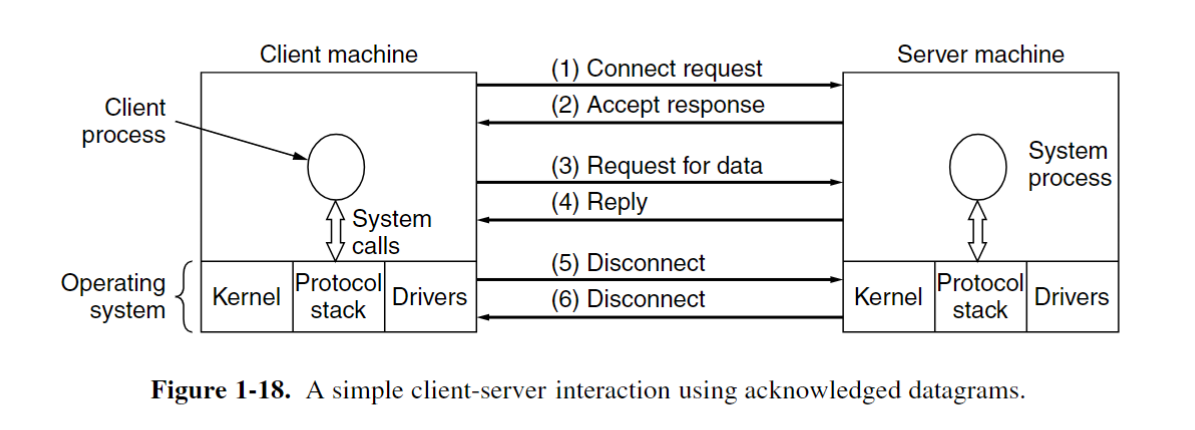 Client machine
Server machine
(1) Connect request
(2) Accept response
Client
process
(3) Request for data
System
process
(4) Reply
System
calls
(5) Disconnect
Operating
system
Kernel
Protocol
stack
Drivers
(6) Disconnect
Kernel
Protocol
stack
Drivers
Figure 1-18. A simple client-server interaction using acknowledged datagrams.